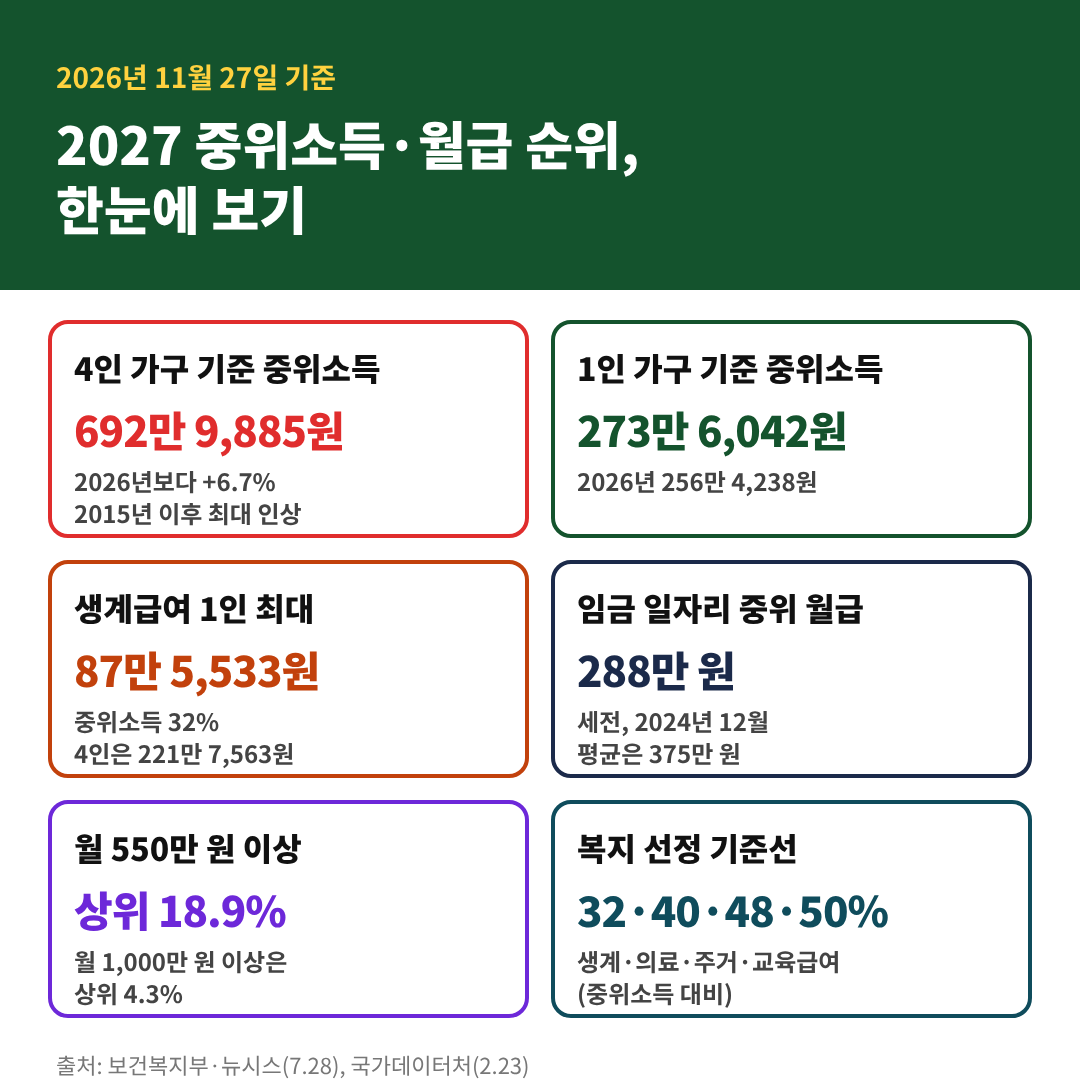 2026년 11월 27일 기준
2027 중위소득·월급 순위,
한눈에 보기
4인 가구 기준 중위소득
692만 9,885원
2026년보다 +6.7%
2015년 이후 최대 인상
1인 가구 기준 중위소득
273만 6,042원
2026년 256만 4,238원
생계급여 1인 최대
87만 5,533원
중위소득 32%
4인은 221만 7,563원
임금 일자리 중위 월급
288만 원
세전, 2024년 12월
평균은 375만 원
월 550만 원 이상
상위 18.9%
월 1,000만 원 이상은
상위 4.3%
복지 선정 기준선
32·40·48·50%
생계·의료·주거·교육급여
(중위소득 대비)
출처: 보건복지부·뉴시스(7.28), 국가데이터처(2.23)